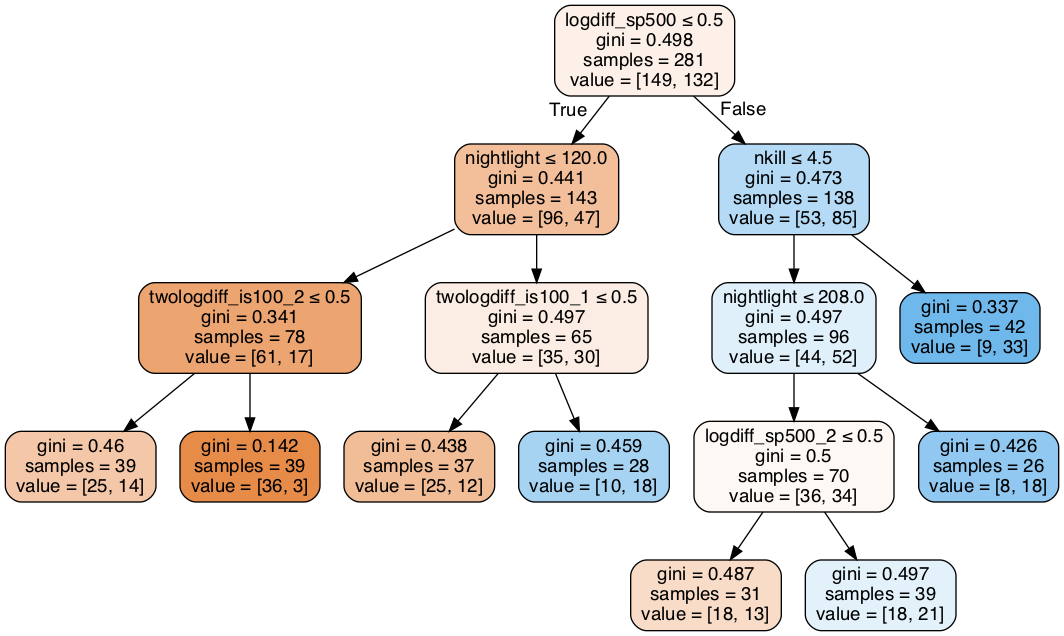 logdiff_sp500 ≤ 0.5
gini = 0.498
samples = 281
value = [149, 132]
True
False
nightlight ≤ 120.0
gini = 0.441
samples = 143
value = [96, 47]
nkill ≤ 4.5
gini = 0.473
samples = 138
value = [53, 85]
twologdiff_is100_2 ≤ 0.5
gini = 0.341
samples = 78
value = [61, 17]
twologdiff_is100_1 ≤ 0.5
gini = 0.497
samples = 65
value = [35, 30]
nightlight ≤ 208.0
gini = 0.497
samples = 96
value = [44, 52]
gini = 0.337
samples = 42
value = [9, 33]
gini = 0.46
samples = 39
value = [25, 14]
gini = 0.142
samples = 39
value = [36, 3]
gini = 0.438
samples = 37
value = [25, 12]
gini = 0.459
samples = 28
value = [10, 18]
logdiff_sp500_2 ≤ 0.5
gini = 0.5
samples = 70
value = [36, 34]
gini = 0.426
samples = 26
value = [8, 18]
gini = 0.487
samples = 31
value = [18, 13]
gini = 0.497
samples = 39
value = [18, 21]